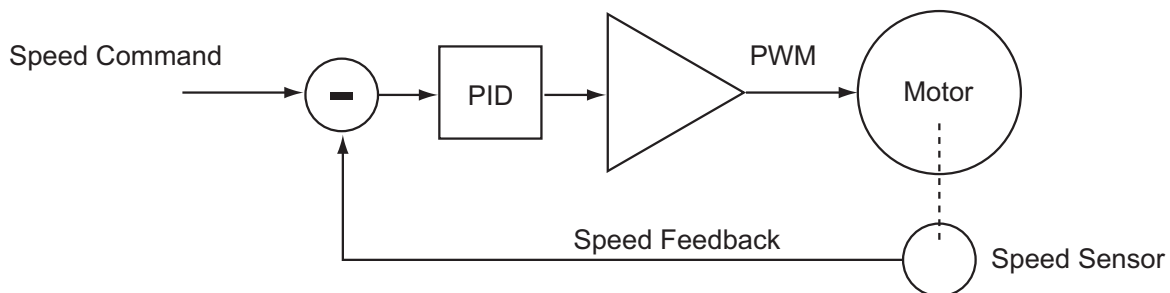 Speed Command
-
PID
PWM
Motor
Speed Feedback
Speed Sensor